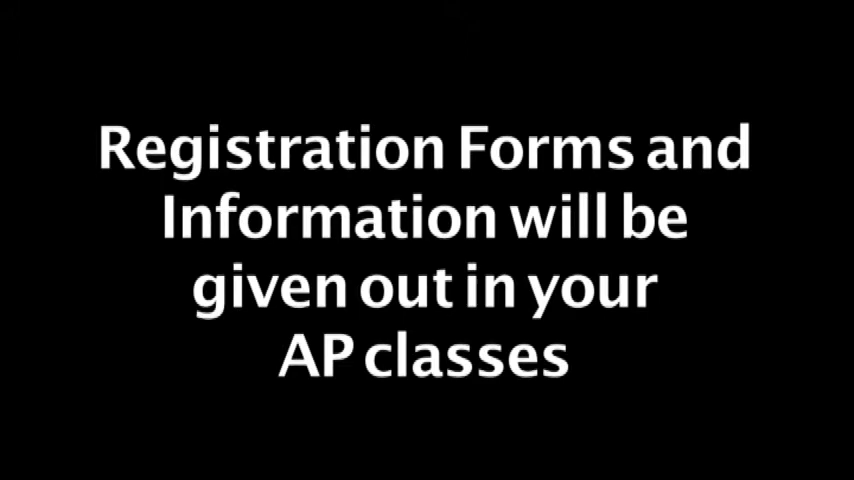 Registration Forms and
Information will be
given out in your
AP classes